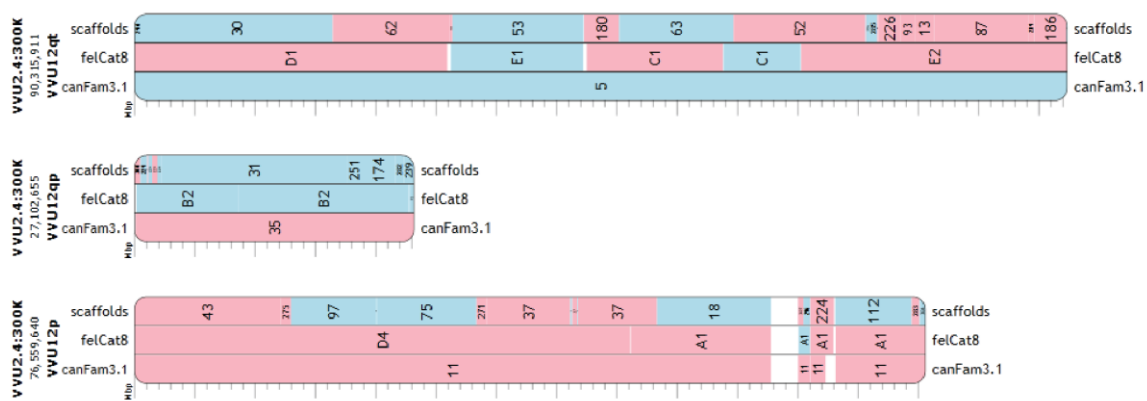 VVU2.4:300K
90,315,911
VVU12qt
scaffolds 30 62 53 180 63 52 226 93 13 87 186 scaffolds
felCat8 D1 E1 C1 C1 E2 felCat8
canFam3.1 5 canFam3.1
Mbp
VVU2.4:300K
27,102,655
VVU12qp
scaffolds 31 251 174 239 scaffolds
felCat8 B2 B2 felCat8
canFam3.1 35 canFam3.1
Mbp
VVU2.4:300K
76,559,640
VVU12p
scaffolds 43 275 97 75 271 37 37 18 224 112 scaffolds
felCat8 D4 A1 A1 A1 A1 felCat8
canFam3.1 11 11 11 11 canFam3.1
Mbp